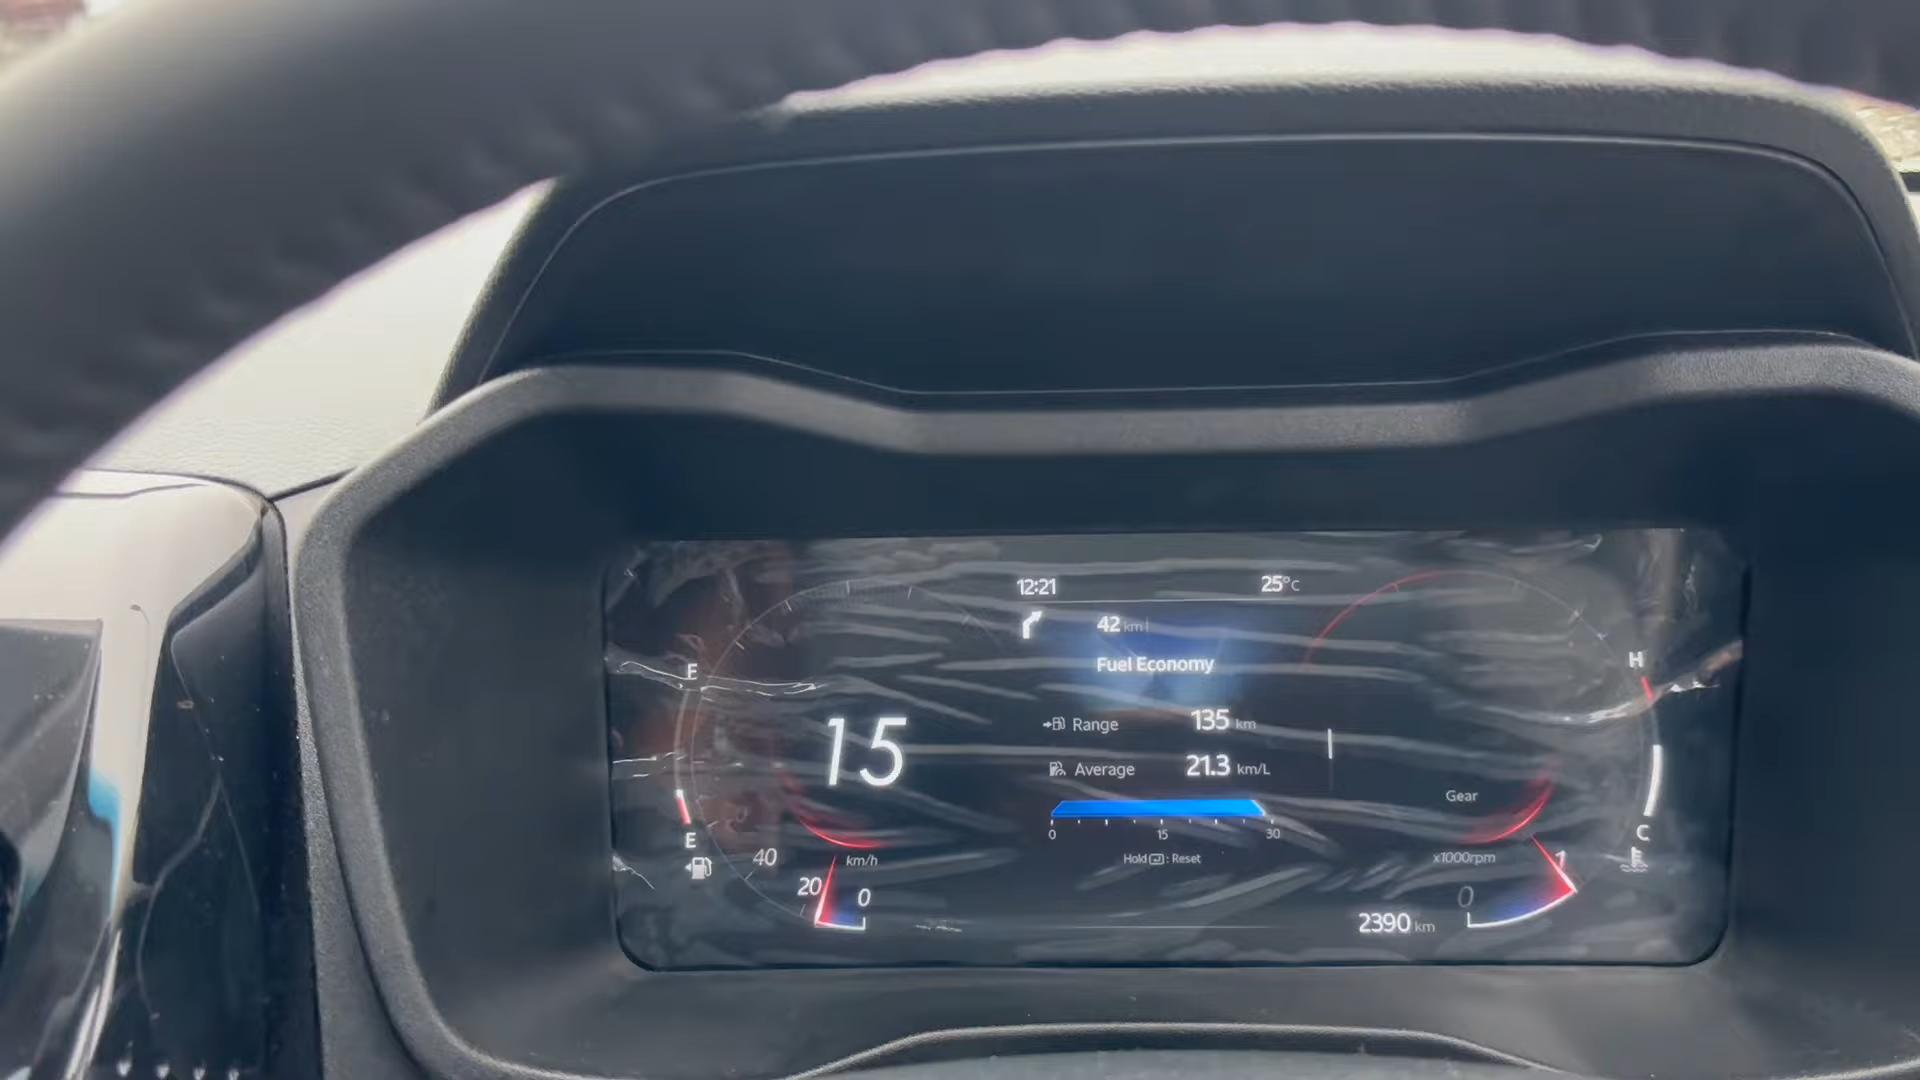 12:21 25°C
42 km
Fuel Economy
E
H
15
Range 135 km
Average 21.3 km/L
Gear
0 15 30
E
C
40 km/h
x1000rpm 1
Hold : Reset
20 0
0
2390 km